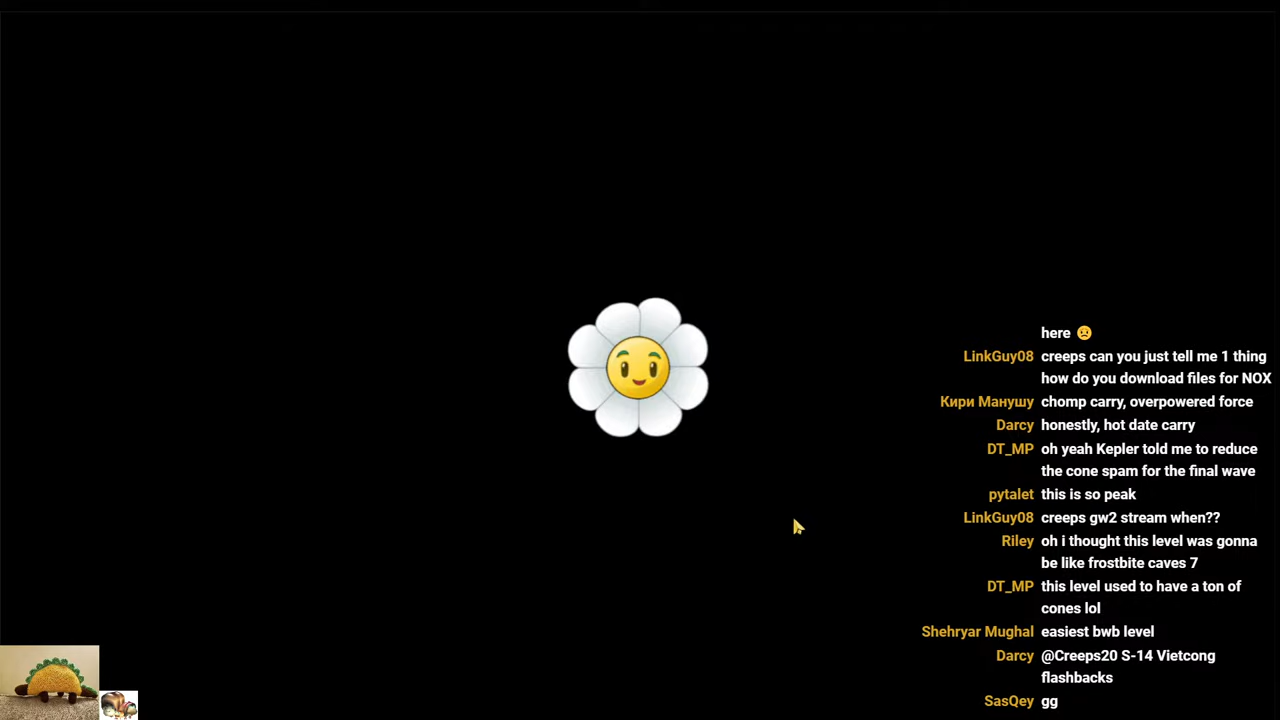 here
LinkGuy08 creeps can you just tell me 1 thing
how do you download files for NOX
Кири Манушу chomp carry, overpowered force
Darcy honestly, hot date carry
DT_MP oh yeah Kepler told me to reduce
the cone spam for the final wave
pytalet this is so peak
LinkGuy08 creeps gw2 stream when??
Riley oh i thought this level was gonna
be like frostbite caves 7
DT_MP this level used to have a ton of
cones lol
Shehryar Mughal easiest bwb level
Darcy @Creeps20 S-14 Vietcong
flashbacks
SasQey gg